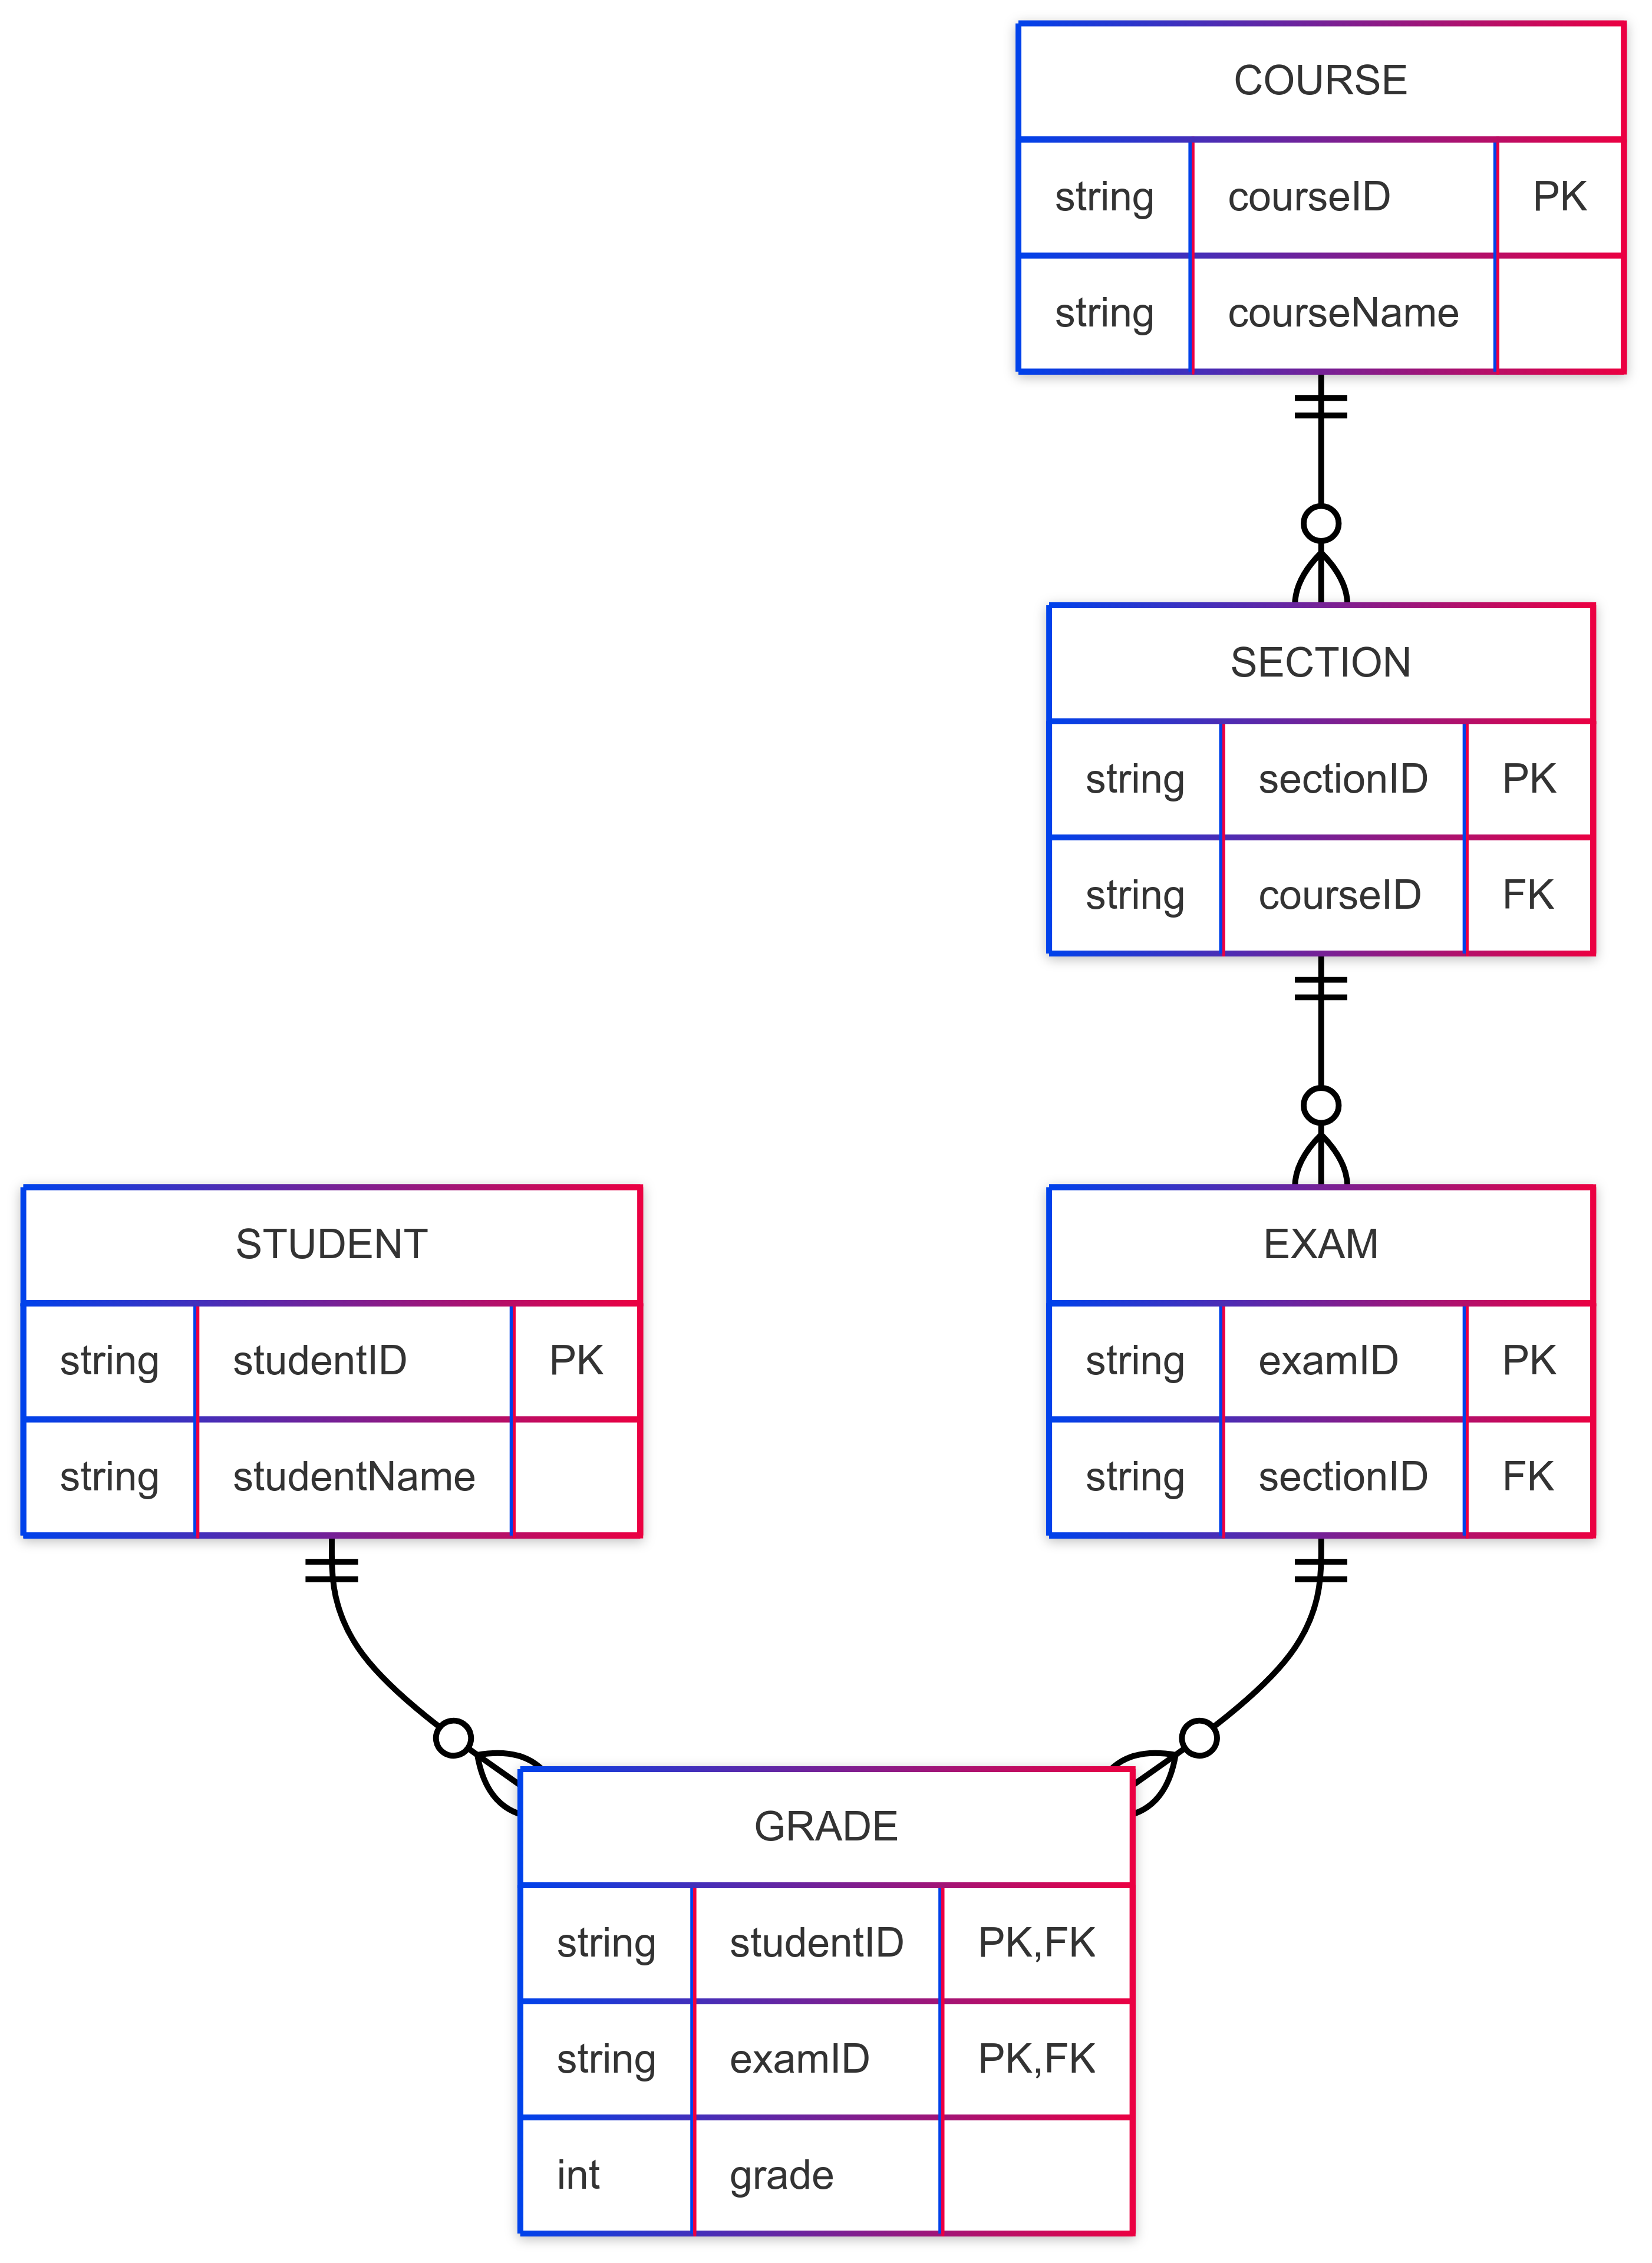 COURSE
string courseID PK
string courseName
SECTION
string sectionID PK
string courseID FK
STUDENT
string studentID PK
string studentName
EXAM
string examID PK
string sectionID FK
GRADE
string studentID PK,FK
string examID PK,FK
int grade